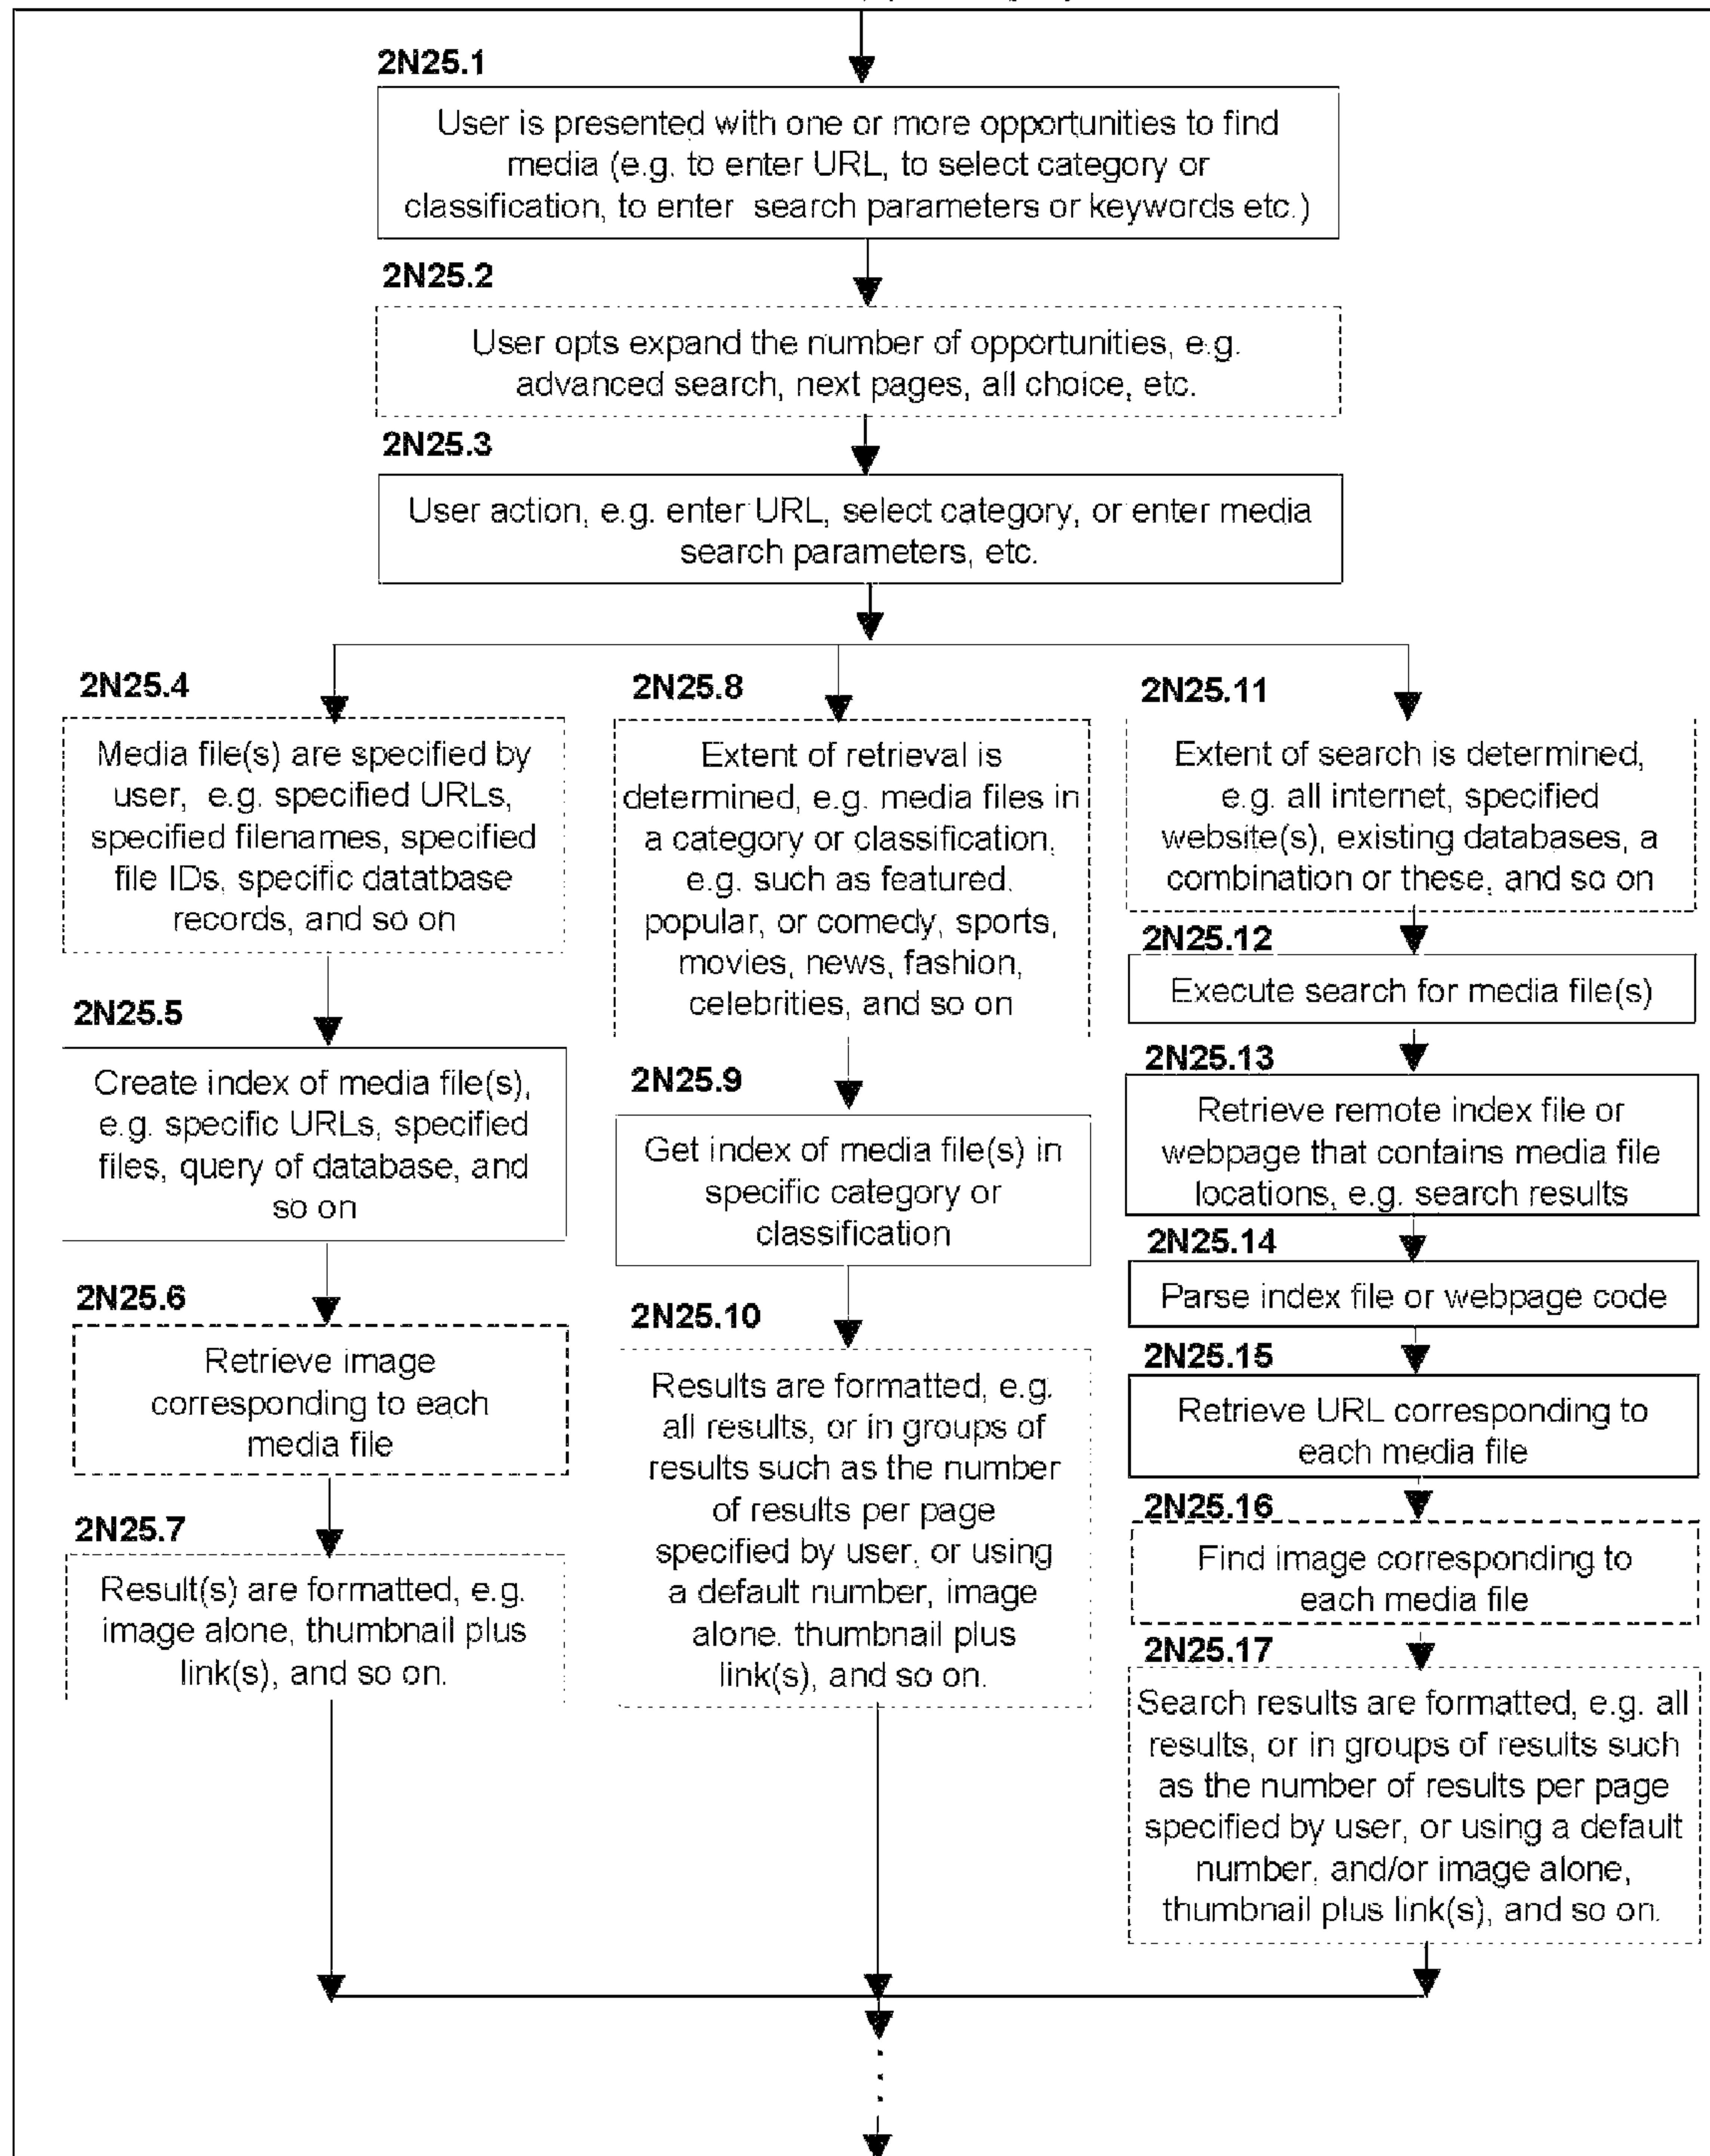 2N25.1
User is presented with one or more opportunities to find
media (e.g. to enter URL, to select category or
classification, to enter search parameters or keywords etc.)
2N25.2
User opts expand the number of opportunities, e.g.
advanced search, next pages, all choice, etc.
2N25.3
User action, e.g. enter URL, select category, or enter media
search parameters, etc.
2N25.4
Media file(s) are specified by
user, e.g. specified URLs,
specified filenames, specified
file IDs, specific datatbase
records, and so on
2N25.5
Create index of media file(s),
e.g. specific URLs, specified
files, query of database, and
so on
2N25.6
Retrieve image
corresponding to each
media file
2N25.7
Result(s) are formatted, e.g.
image alone, thumbnail plus
link(s), and so on.
2N25.8
Extent of retrieval is
determined, e.g. media files in
a category or classification,
e.g. such as featured.
popular, or comedy, sports,
movies, news, fashion,
celebrities, and so on
2N25.9
Get index of media file(s) in
specific category or
classification
2N25.10
Results are formatted, e.g.
all results, or in groups of
results such as the number
of results per page
specified by user, or using
a default number, image
alone. thumbnail plus
link(s), and so on.
2N25.11
Extent of search is determined,
e.g. all internet, specified
website(s), existing databases, a
combination or these, and so on
2N25.12
Execute search for media file(s)
2N25.13
Retrieve remote index file or
webpage that contains media file
locations, e.g. search results
2N25.14
Parse index file or webpage code
2N25.15
Retrieve URL corresponding to
each media file
2N25.16
Find image corresponding to
each media file
2N25.17
Search results are formatted, e.g. all
results, or in groups of results such
as the number of results per page
specified by user, or using a default
number, and/or image alone,
thumbnail plus link(s), and so on.